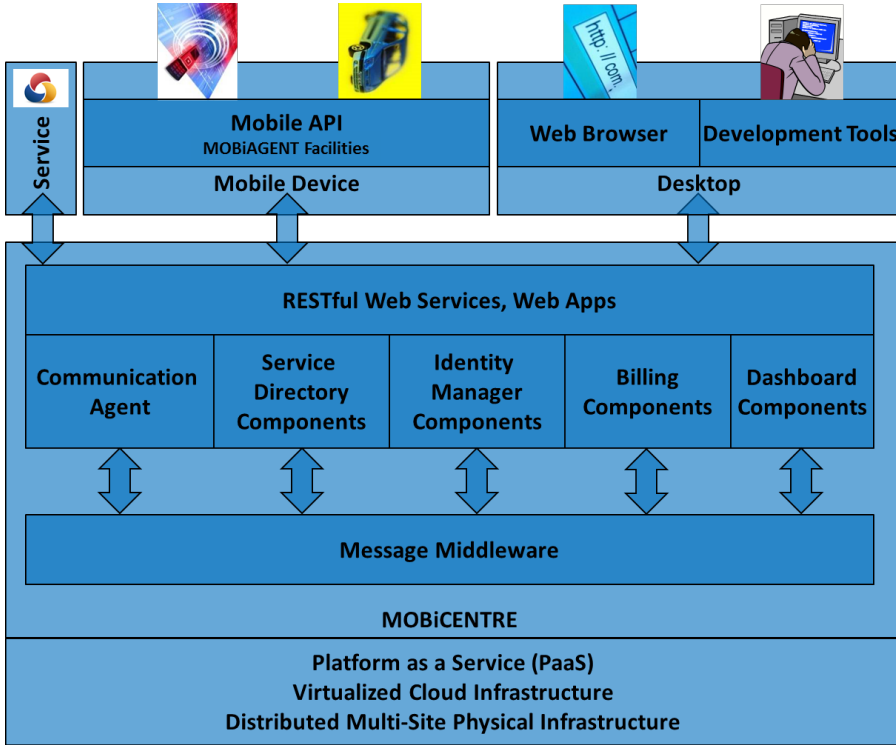 http: // com.
Service
Mobile API
MOBiAGENT Facilities
Mobile Device
Web Browser
Development Tools
Desktop
RESTful Web Services, Web Apps
Communication
Agent
Service
Directory
Components
Identity
Manager
Components
Billing
Components
Dashboard
Components
Message Middleware
MOBiCENTRE
Platform as a Service (PaaS)
Virtualized Cloud Infrastructure
Distributed Multi-Site Physical Infrastructure